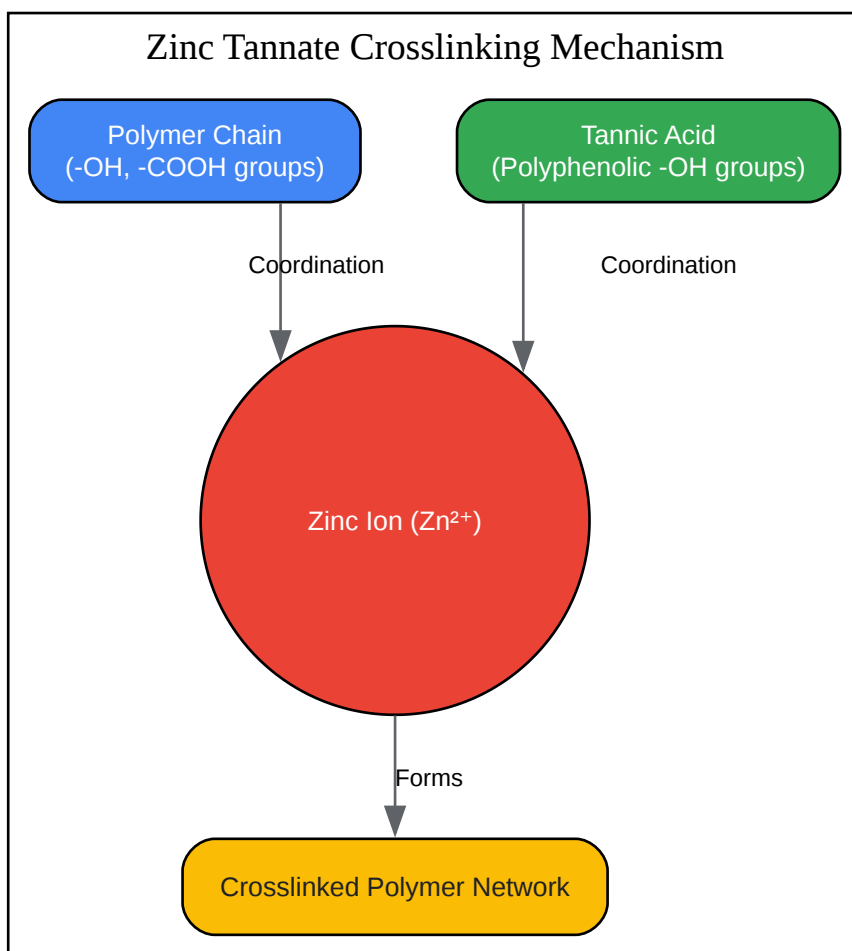 Zinc Tannate Crosslinking Mechanism
Polymer Chain
(-OH, -COOH groups)
Tannic Acid
(Polyphenolic -OH groups)
Coordination
Coordination
Zinc Ion (Zn²⁺)
Forms
Crosslinked Polymer Network